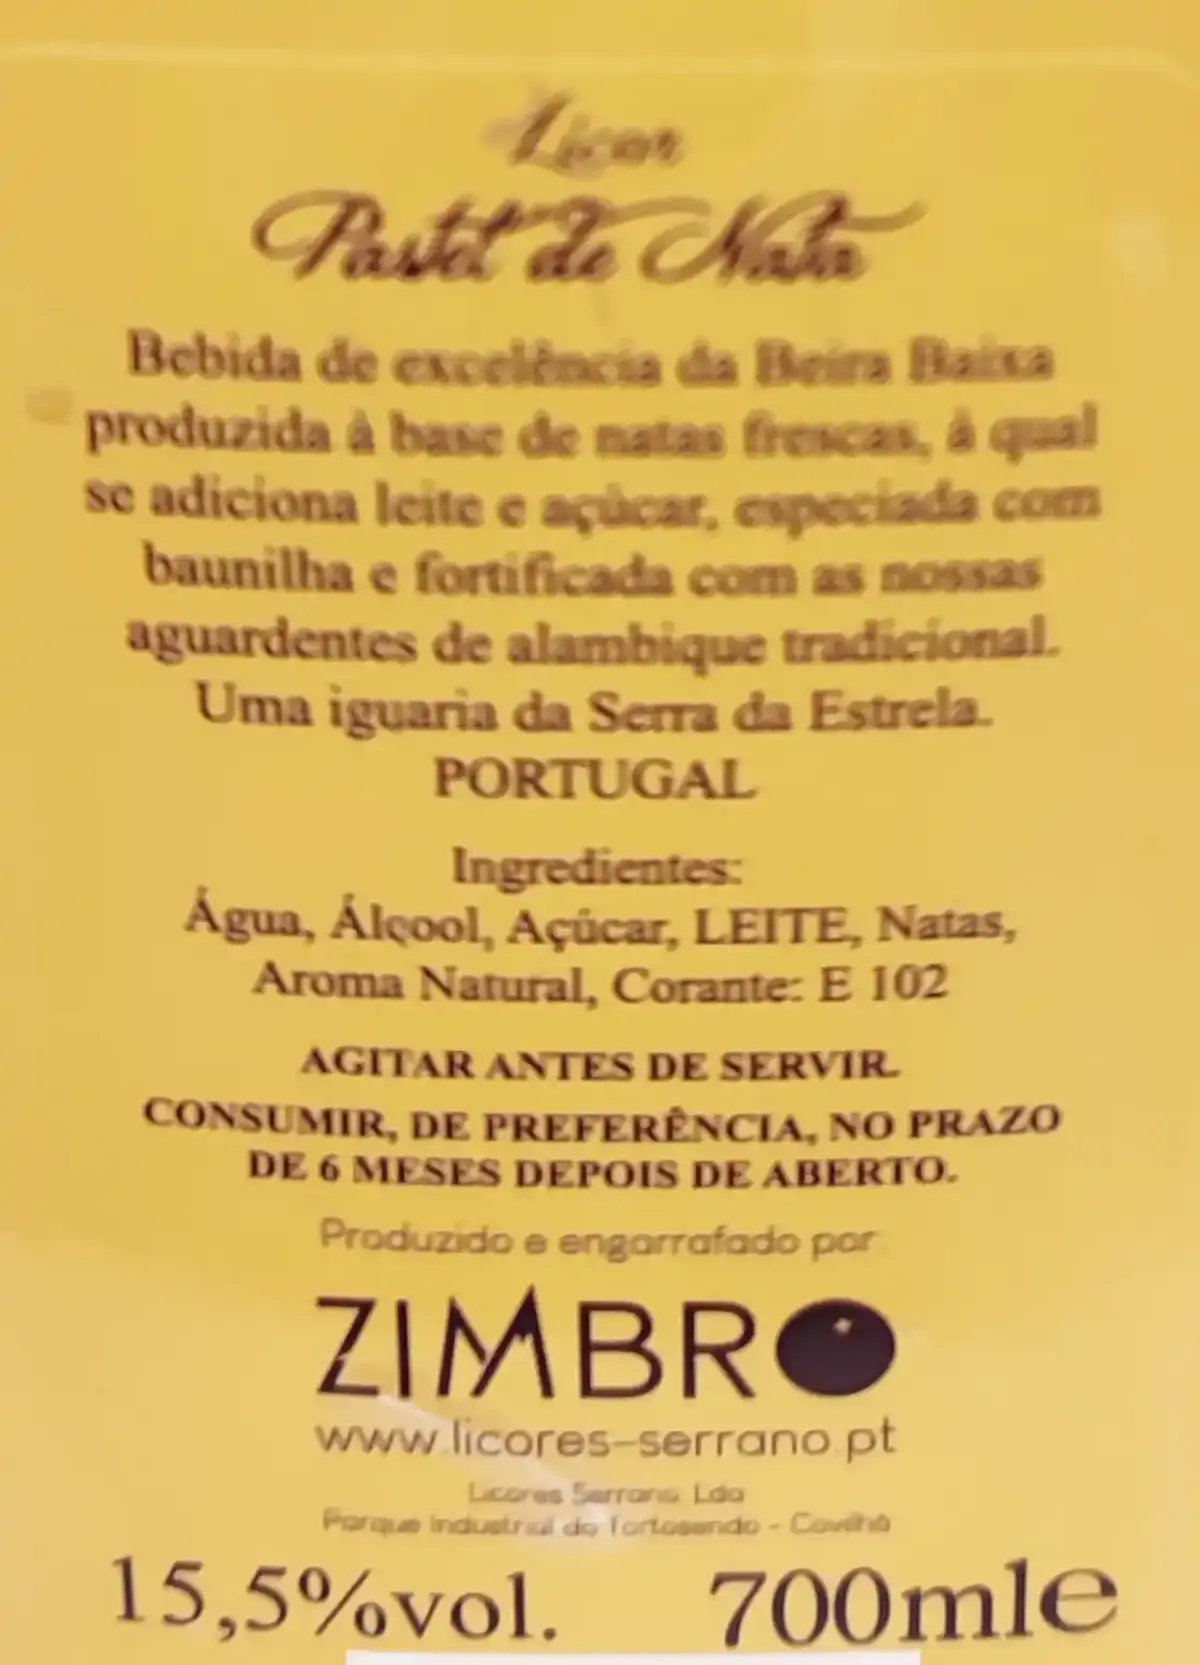 Licor
Pastel de Nata
Bebida de excelência da Beira Baixa
produzida à base de natas frescas, à qual
se adiciona leite e açúcar, especiada com
baunilha e fortificada com as nossas
aguardentes de alambique tradicional.
Uma iguaria da Serra da Estrela.
PORTUGAL
Ingredientes:
Água, Álçool, Açúcar, LEITE, Natas,
Aroma Natural, Corante: E 102
AGITAR ANTES DE SERVIR.
CONSUMIR, DE PREFERÊNCIA, NO PRAZO
DE 6 MESES DEPOIS DE ABERTO.
Produzido e engarrafado por:
ZIMBRO
www.licores-serrano.pt
Licores Serrano, Lda
Parque Industrial do Tortosendo - Covilhã
15,5%vol. 700mle